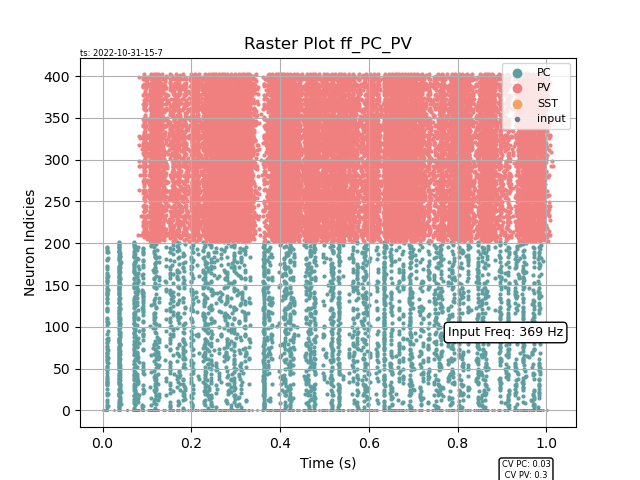 Raster Plot ff_PC_PV
ts: 2022-10-31-15-7
PC
PV
SST
input
400
350
300
250
200
150
100
50
0
Neuron Indicies
Input Freq: 369 Hz
0.0 0.2 0.4 0.6 0.8 1.0
Time (s)
CV PC: 0.03
CV PV: 0.3